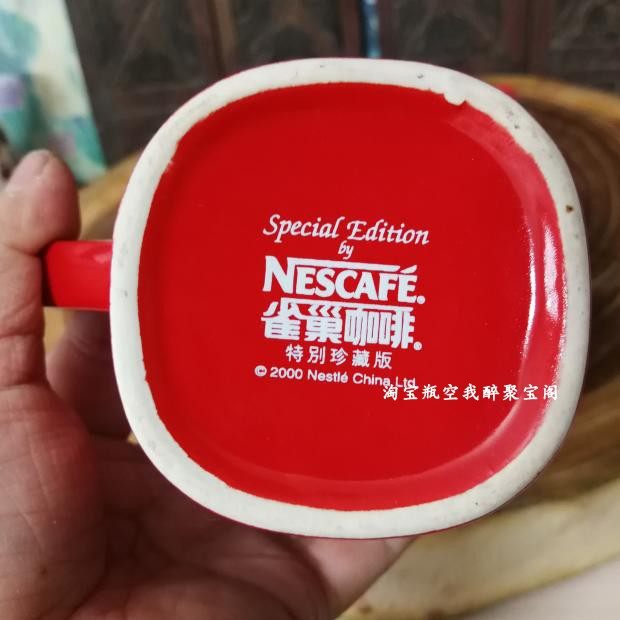 Special Edition
by
NESCAFÉ®
雀巢咖啡®
特别珍藏版
© 2000 Nestlé China Ltd.
淘宝瓶空我醉聚宝阁